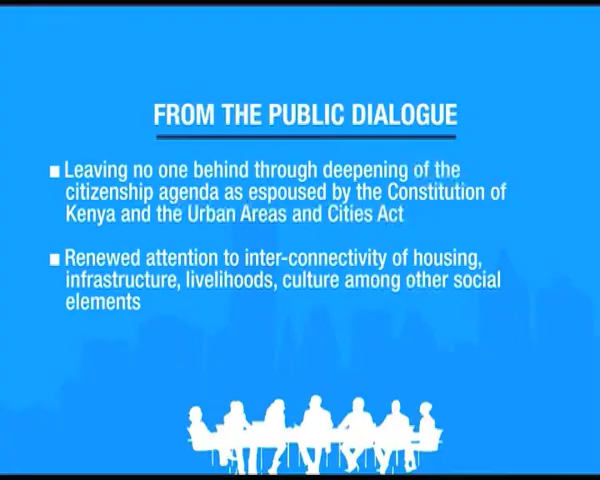 FROM THE PUBLIC DIALOGUE
Leaving no one behind through deepening of the
citizenship agenda as espoused by the Constitution of
Kenya and the Urban Areas and Cities Act
Renewed attention to inter-connectivity of housing,
infrastructure, livelihoods, culture among other social
elements